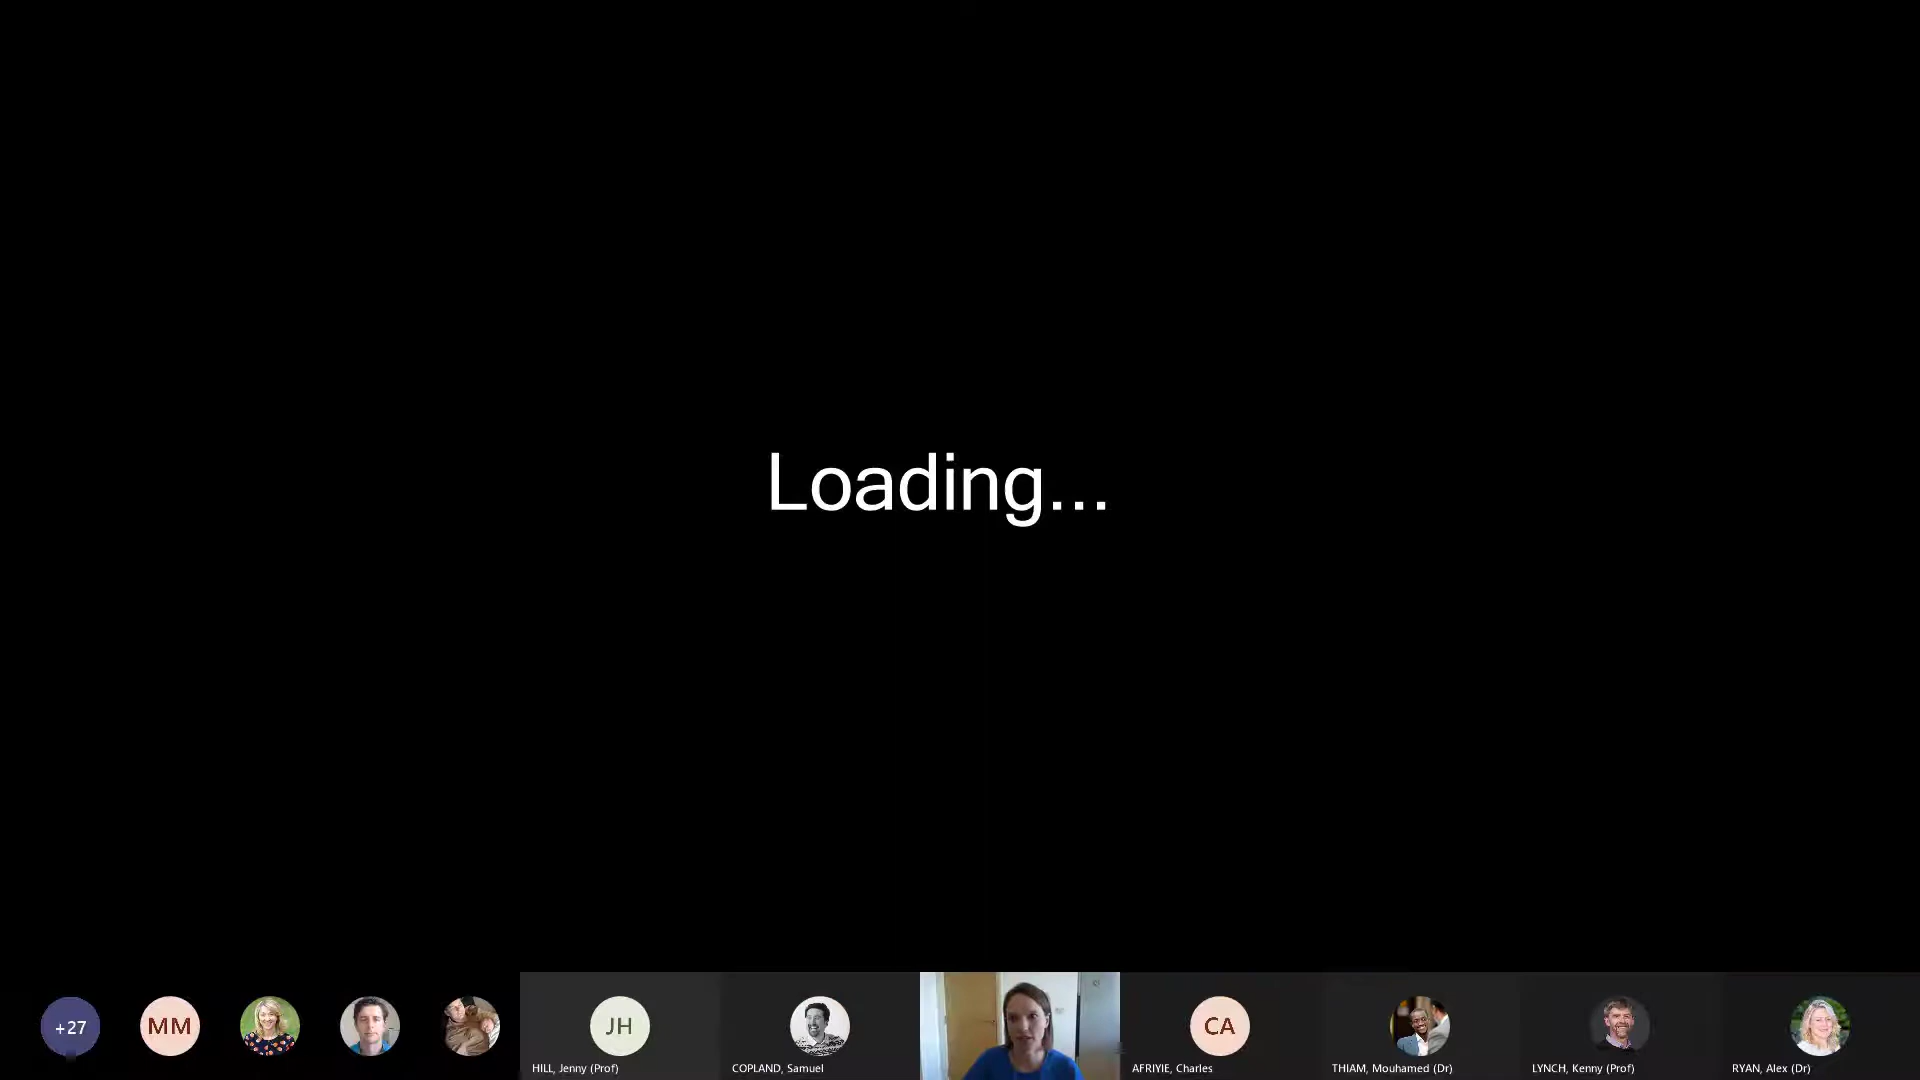 Loading...
+27
MM
JH
CA
HILL, Jenny (Prof)
COPLAND, Samuel
AFRIYIE, Charles
THIAM, Mouhamed (Dr)
LYNCH, Kenny (Prof)
RYAN, Alex (Dr)